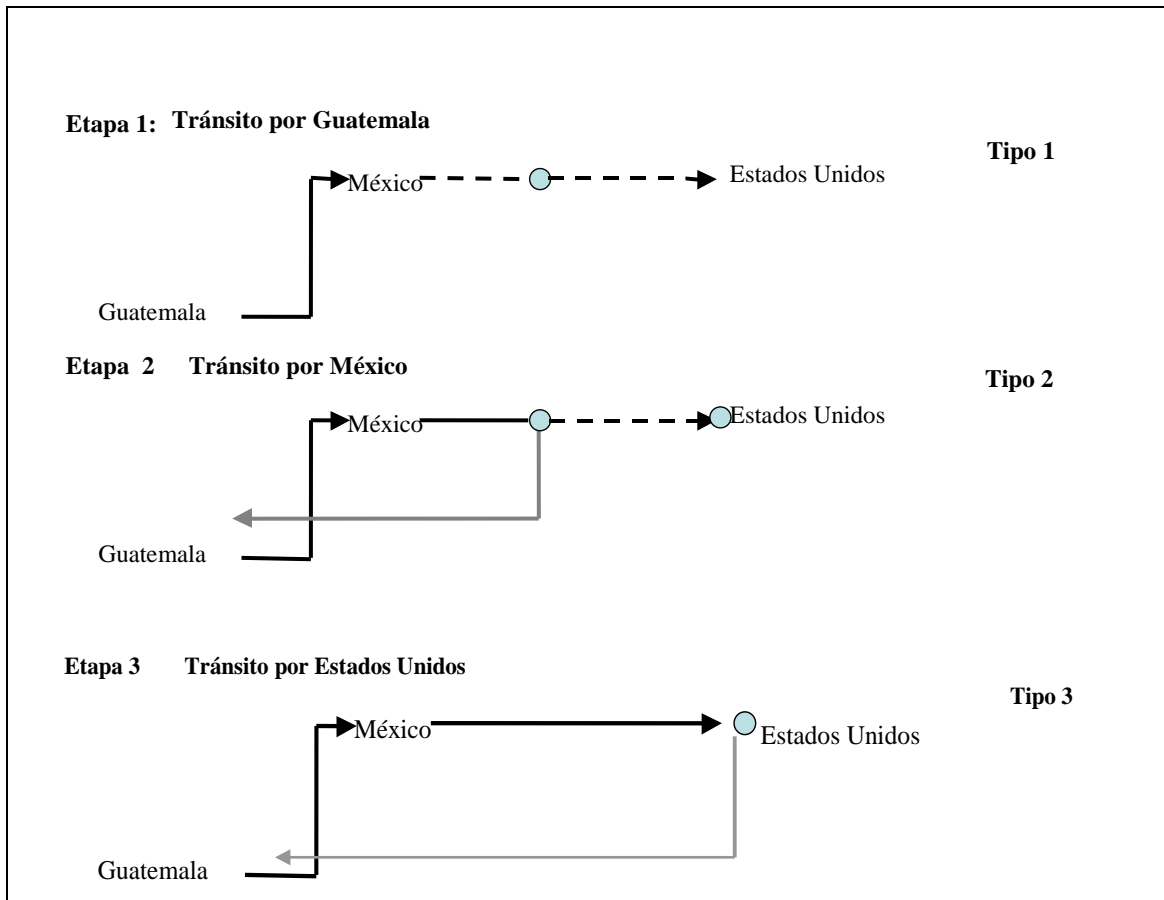 Etapa 1: Tránsito por Guatemala
Tipo 1
México
Estados Unidos
Guatemala
Etapa 2 Tránsito por México
Tipo 2
México
Estados Unidos
Guatemala
Etapa 3 Tránsito por Estados Unidos
Tipo 3
México
Estados Unidos
Guatemala